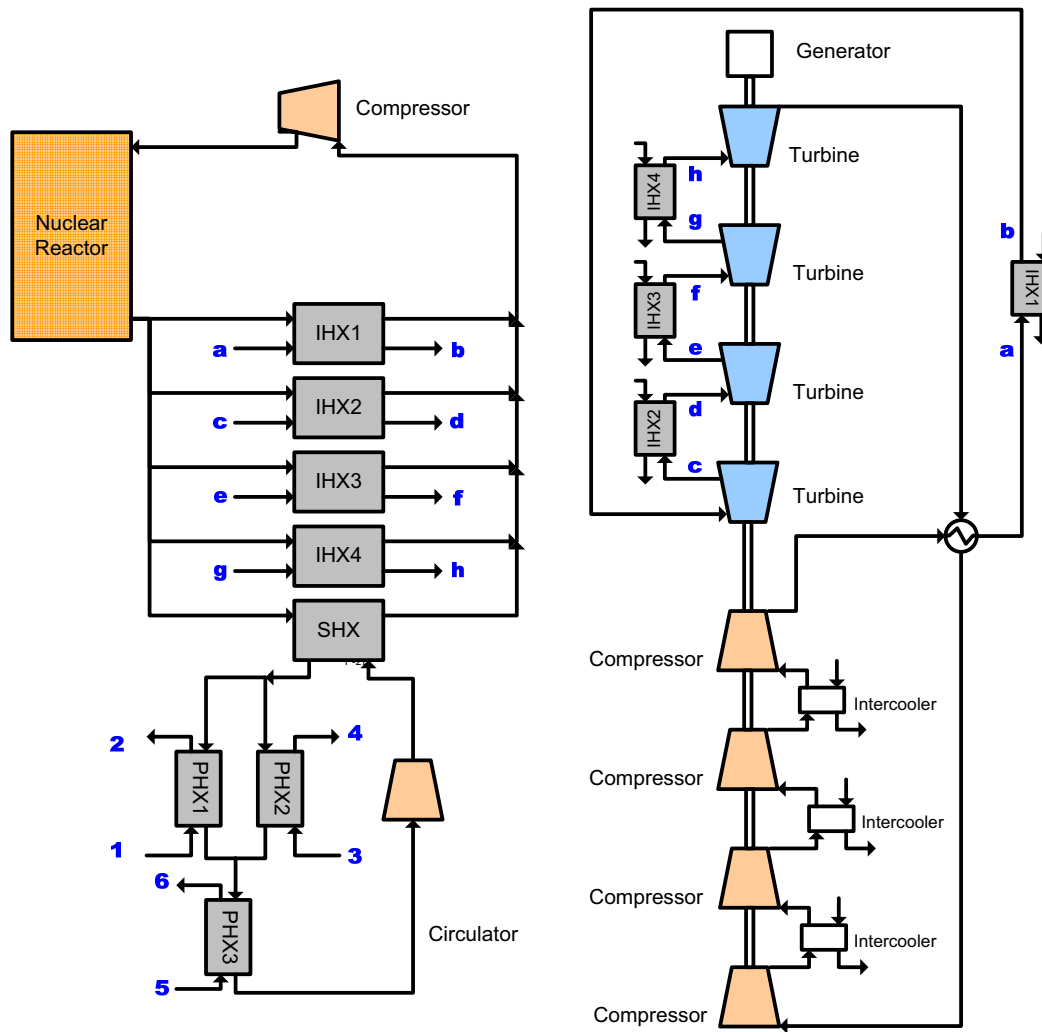 Generator
Compressor
Turbine
Nuclear
Reactor
IHX4
h
g
Turbine
b
IHX1
a
IHX3
f
e
IHX1
a
b
Turbine
IHX2
d
c
IHX2
c
d
Turbine
IHX3
e
f
IHX4
g
h
SHX
Compressor
Intercooler
2
4
PHX1
PHX2
1
3
Compressor
Intercooler
6
PHX3
5
Circulator
Compressor
Intercooler
Compressor